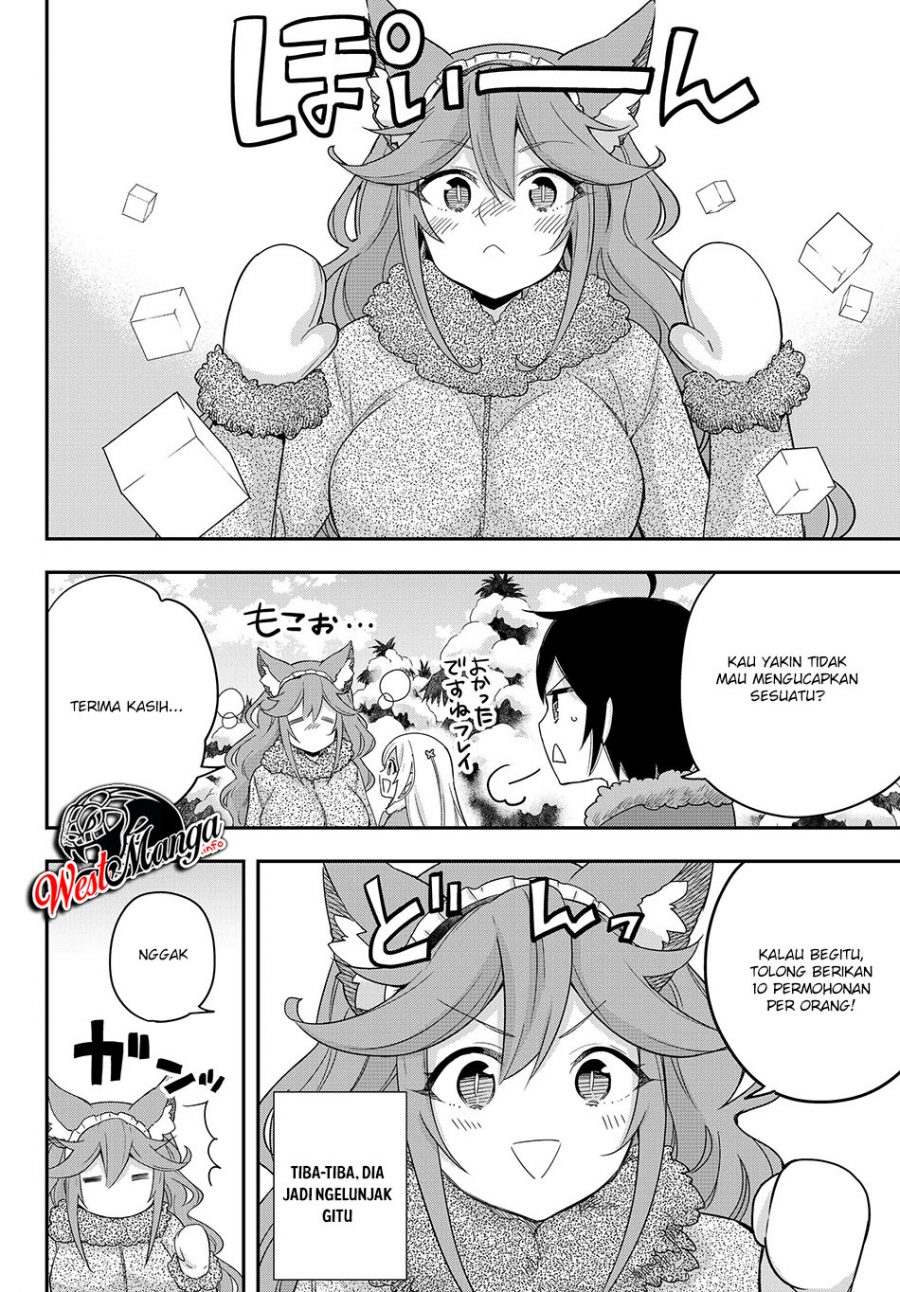 ぽいーーん
KAU YAKIN TIDAK
MAU MENGUCAPKAN
SESUATU?
よかった
ですねフレイ
もこぉ...
TERIMA KASIH...
WestManga
.info
KALAU BEGITU,
TOLONG BERIKAN
10 PERMOHONAN
PER ORANG!
どんっ
TIBA-TIBA, DIA
JADI NGELUNJAK
GITU
NGGAK
ガーンッ